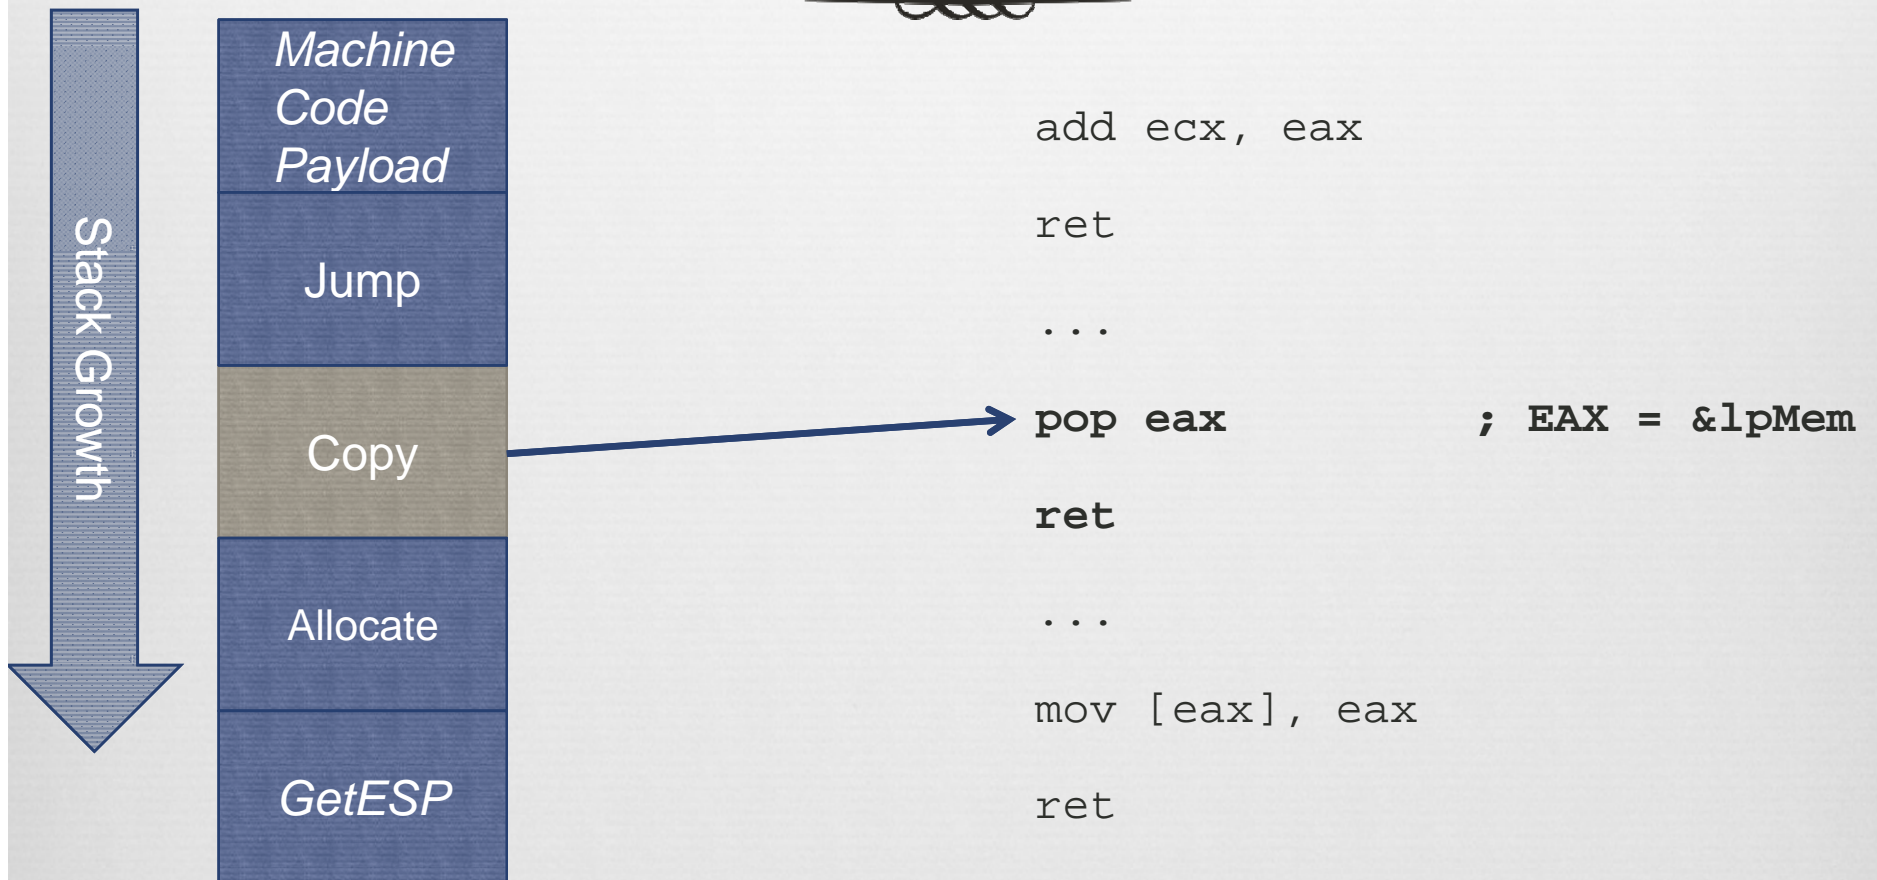 Stack Growth
Machine
Code
Payload
Jump
Copy
Allocate
GetESP
add ecx, eax
ret
...
pop eax ; EAX = &lpMem
ret
...
mov [eax], eax
ret